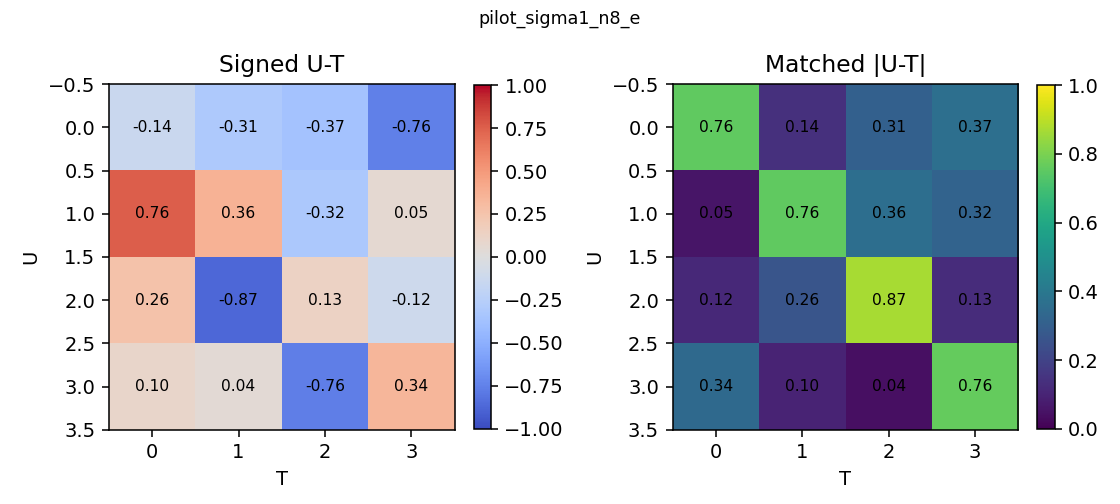 pilot_sigma1_n8_e
Signed U-T
−0.5
0.0
0.5
1.0
1.5
2.0
2.5
3.0
3.5
U
-0.14 -0.31 -0.37 -0.76
0.76 0.36 -0.32 0.05
0.26 -0.87 0.13 -0.12
0.10 0.04 -0.76 0.34
0 1 2 3
T
1.00
0.75
0.50
0.25
0.00
−0.25
−0.50
−0.75
−1.00
Matched |U-T|
−0.5
0.0
0.5
1.0
1.5
2.0
2.5
3.0
3.5
U
0.76 0.14 0.31 0.37
0.05 0.76 0.36 0.32
0.12 0.26 0.87 0.13
0.34 0.10 0.04 0.76
0 1 2 3
T
1.0
0.8
0.6
0.4
0.2
0.0